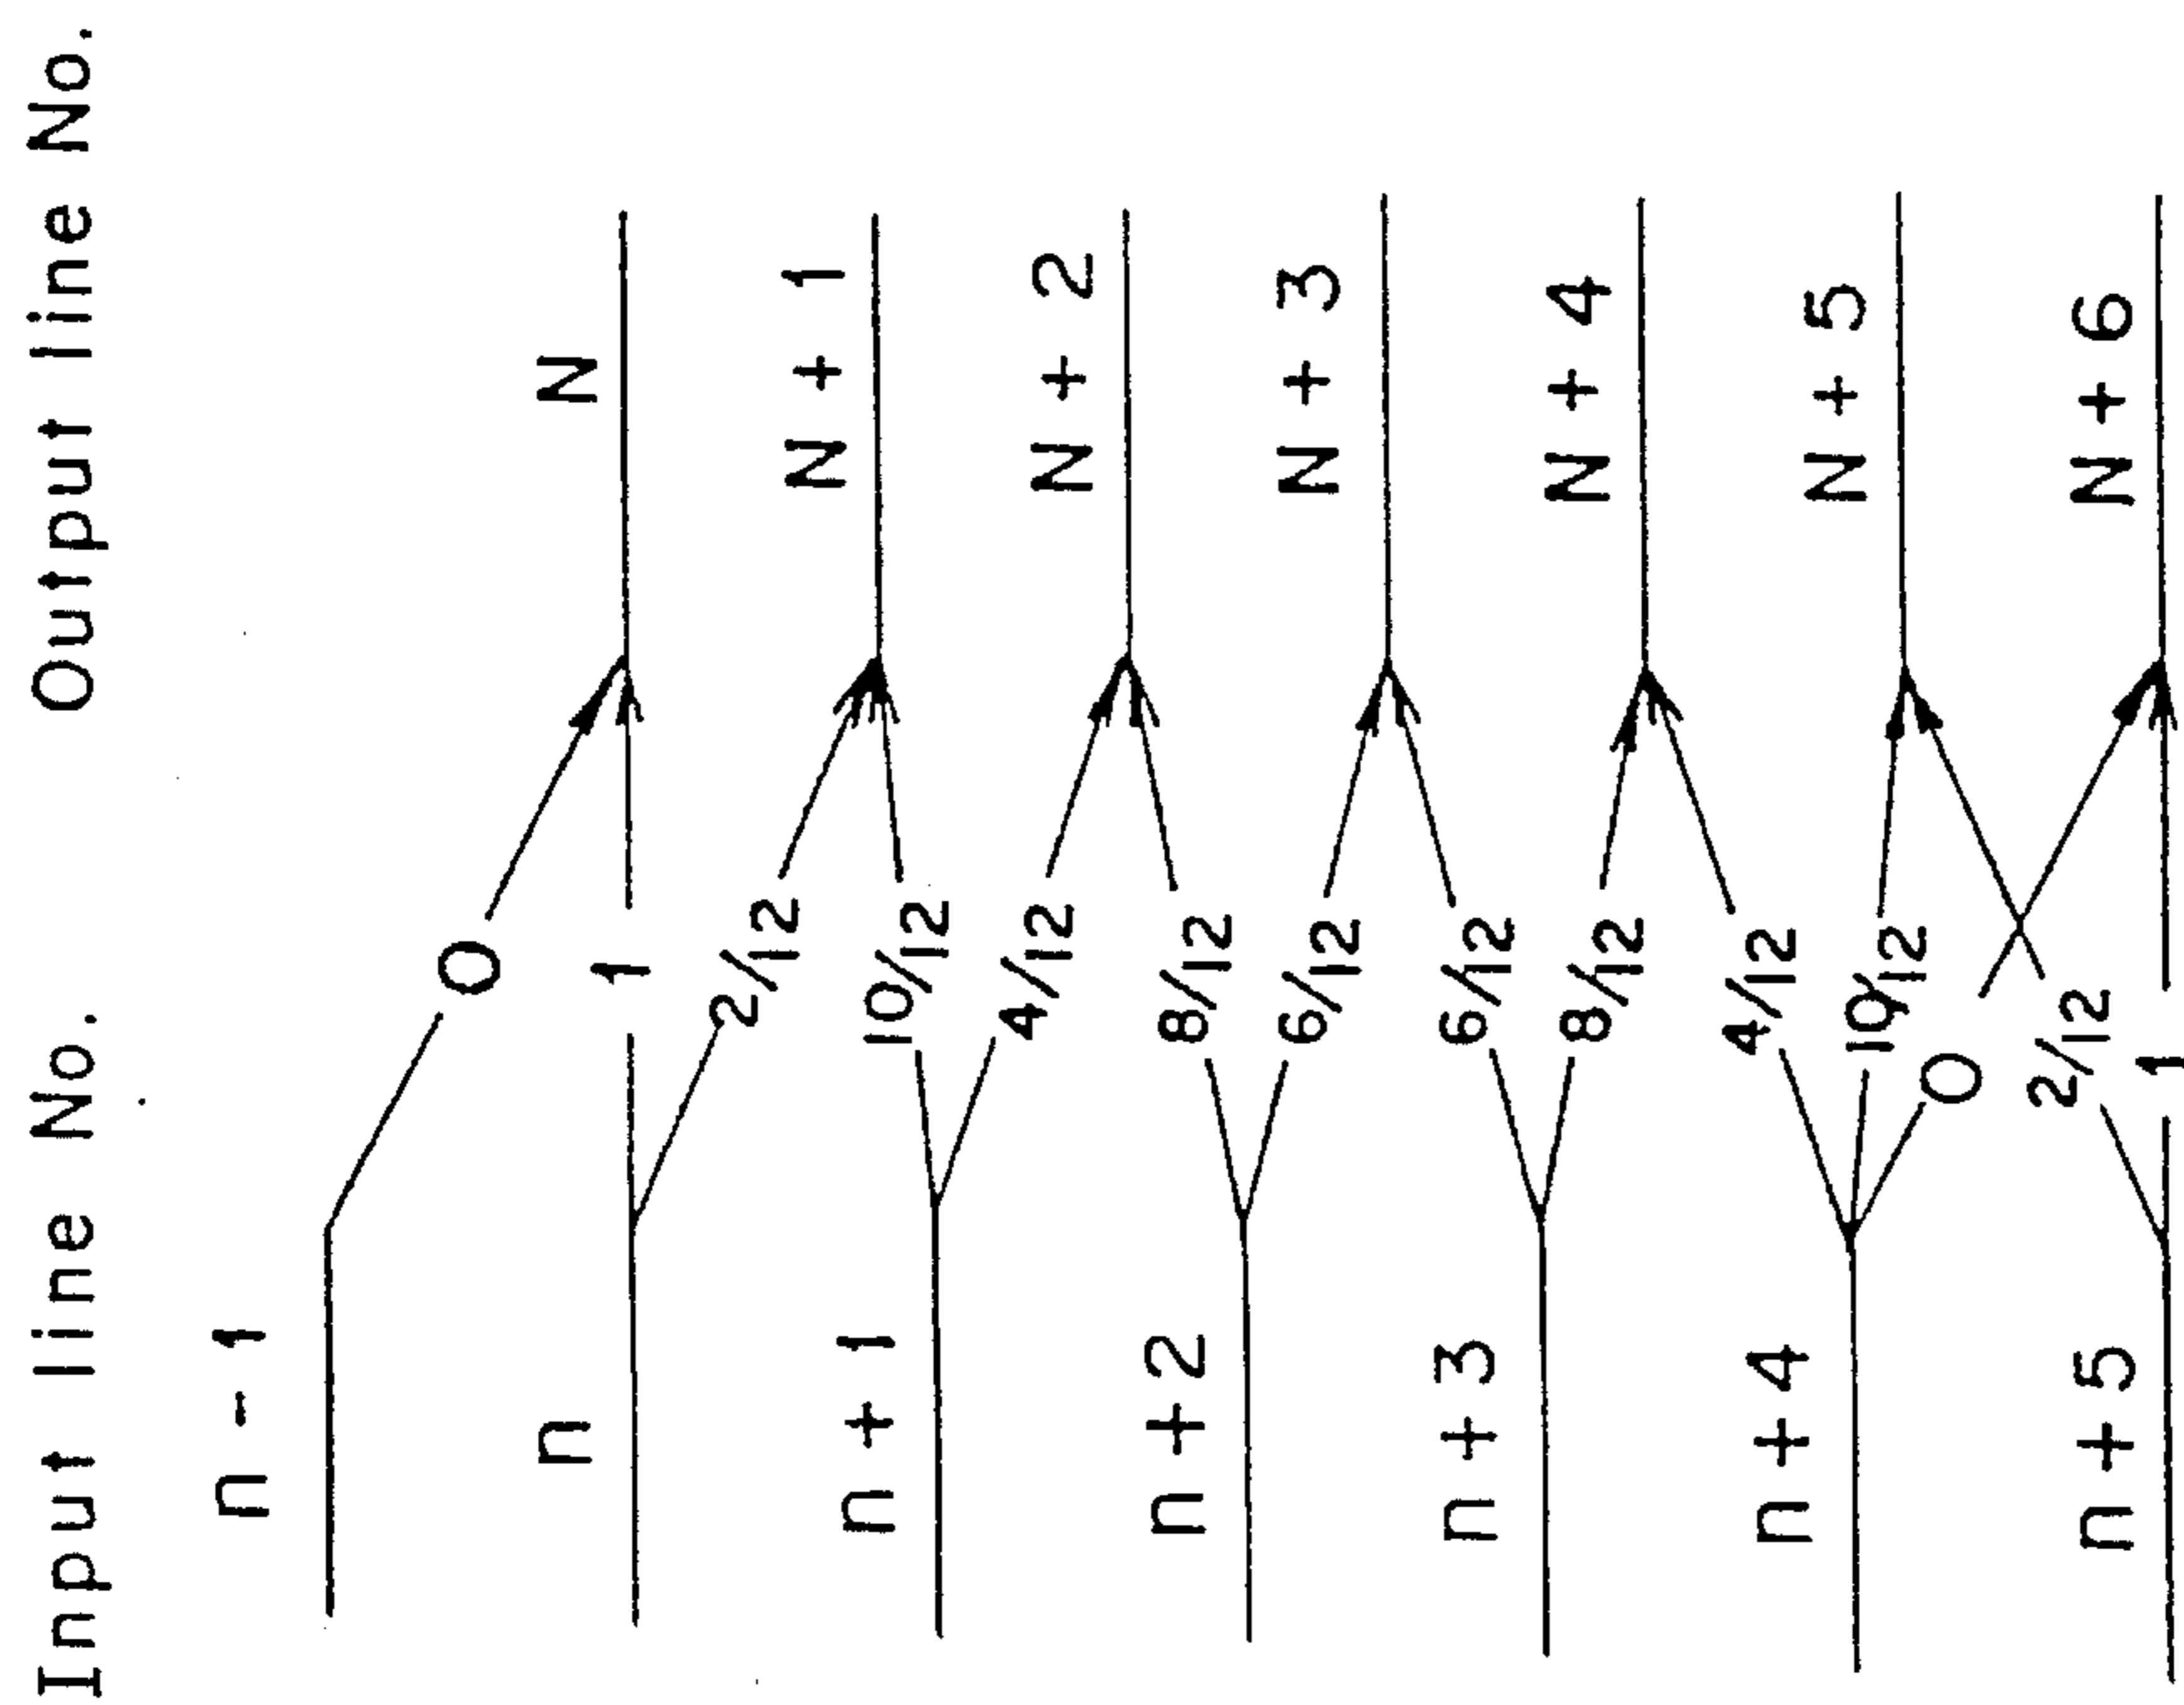 Input line No. Output line No.
n - 1
0
n
1
N
2/12
n + 1
10/12
N + 1
4/12
n + 2
8/12
N + 2
6/12
n + 3
6/12
N + 3
8/12
n + 4
4/12
N + 4
10/12
0
N + 5
2/12
n + 5
1
N + 6